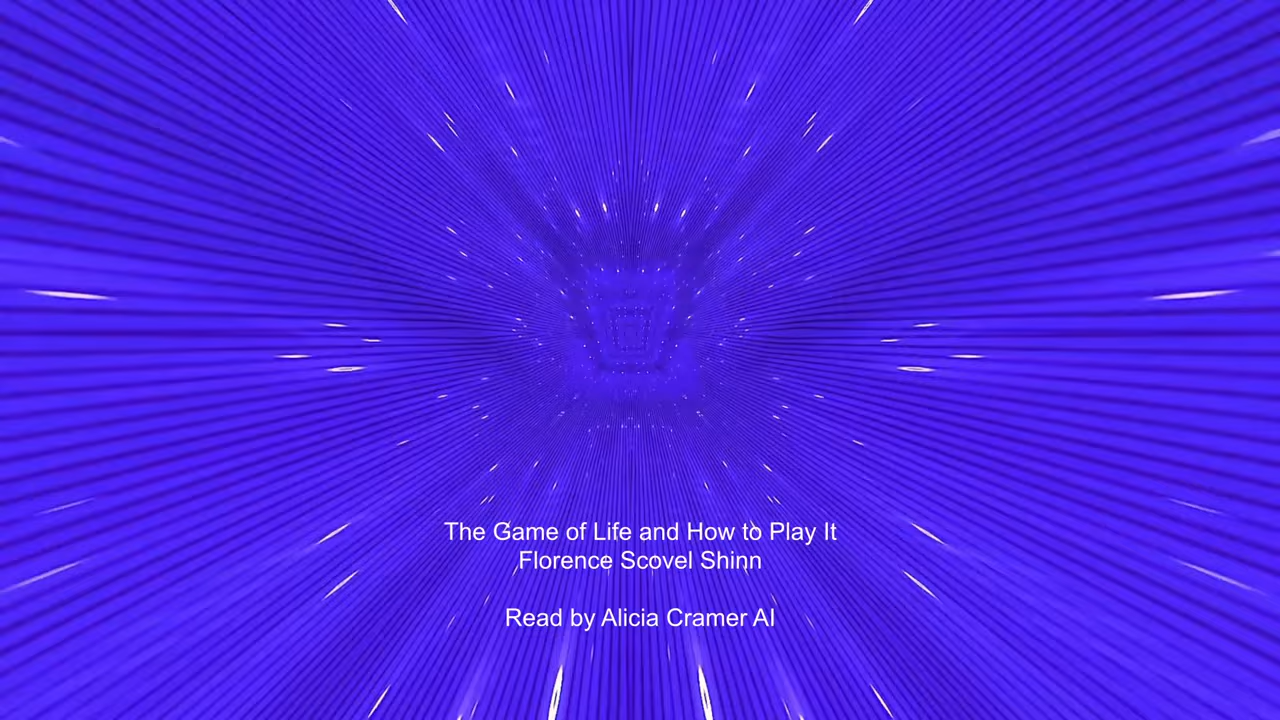 The Game of Life and How to Play It
Florence Scovel Shinn
Read by Alicia Cramer AI